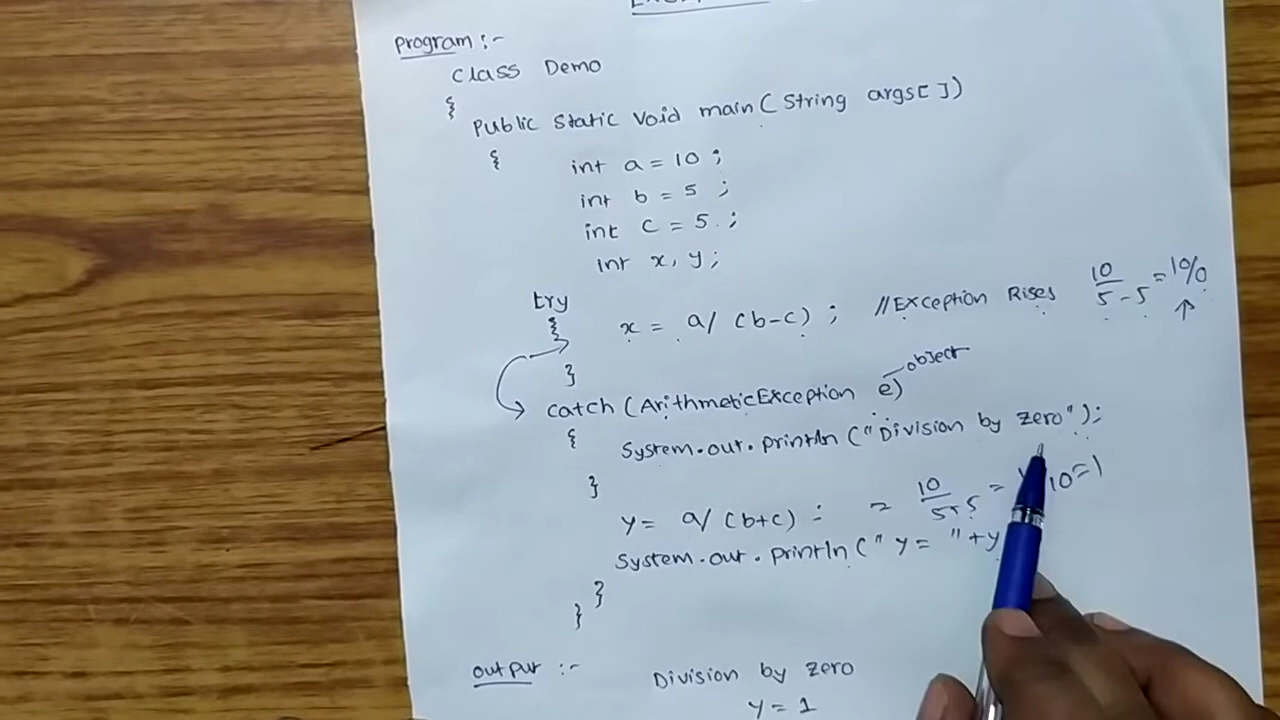 Program :-
Class Demo
{
Public Static Void main ( String args[ ])
{
int a = 10 ;
int b = 5 ;
int c = 5 ;
int x, y ;
try
{
x = a/ (b-c) ; //Exception Rises 10/5-5 = 10/0
}
catch (ArithmeticException e) object
{
System.out.println ("Division by zero");
}
y = a/ (b+c) ; = 10/5+5 = 10=1
System.out.println (" y = "+y
}
}
output :-
Division by zero
y = 1